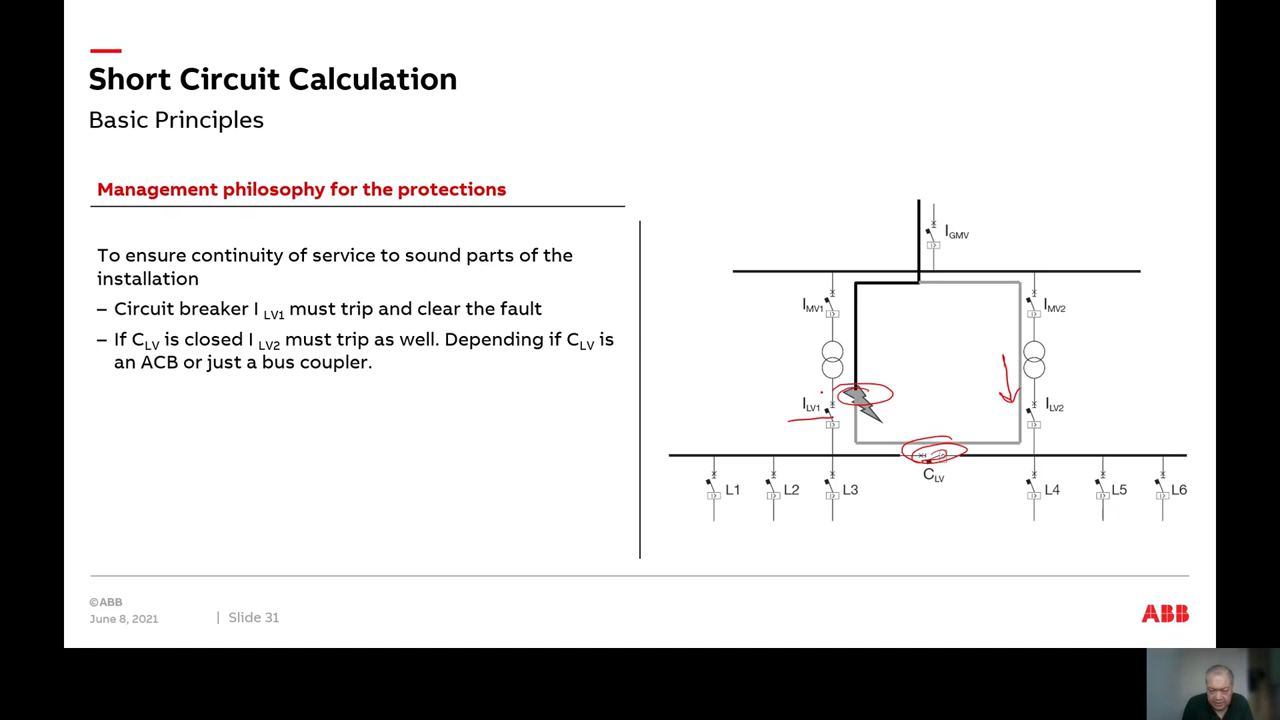 Short Circuit Calculation
Basic Principles
Management philosophy for the protections
To ensure continuity of service to sound parts of the
installation
– Circuit breaker I LV1 must trip and clear the fault
– If CLV is closed I LV2 must trip as well. Depending if CLV is
an ACB or just a bus coupler.
IGMV
IMV1
IMV2
ILV1
ILV2
CLV
L1
L2
L3
L4
L5
L6
©ABB
June 8, 2021
| Slide 31
ABB